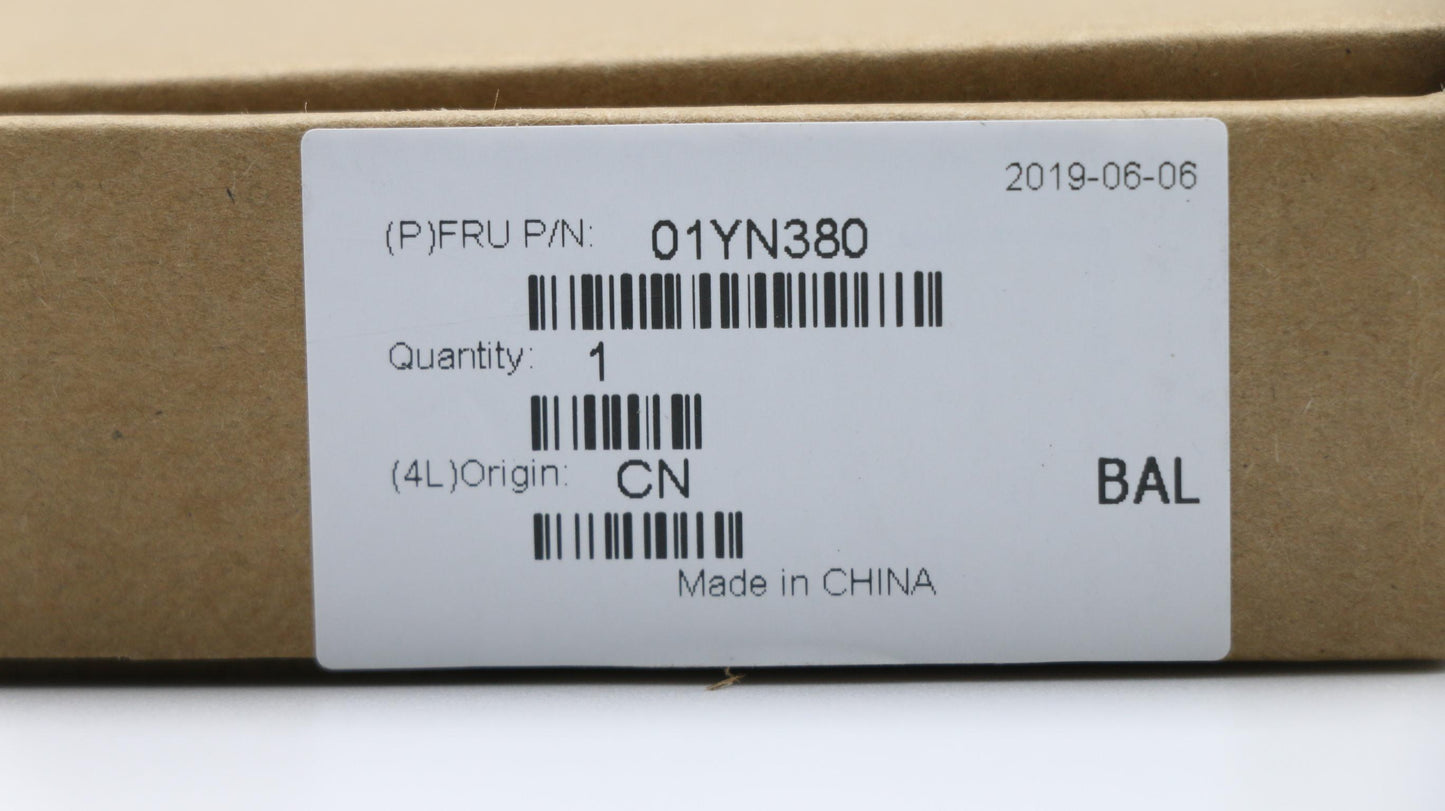 2019-06-06
(P)FRU P/N: 01YN380
Quantity: 1
(4L)Origin: CN
BAL
Made in CHINA